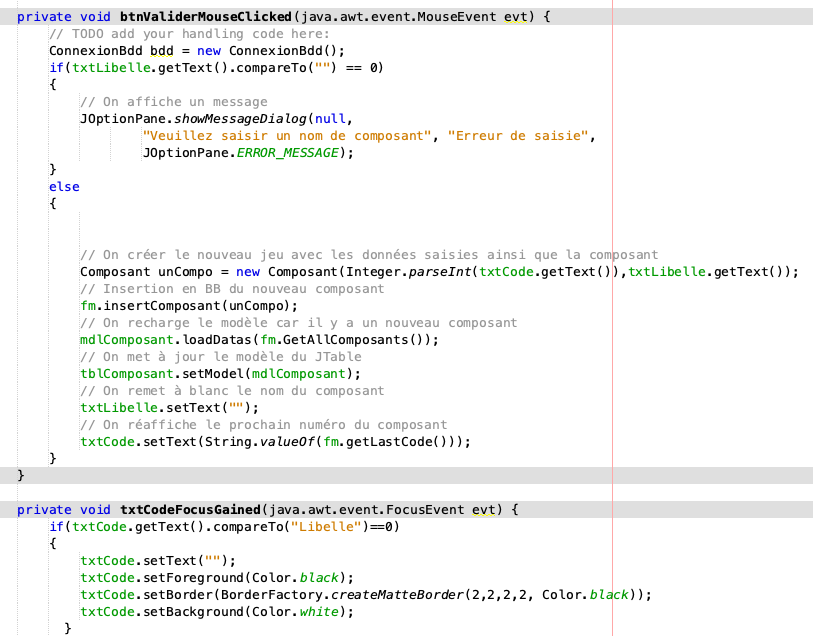 private void btnValiderMouseClicked(java.awt.event.MouseEvent evt) {
// TODO add your handling code here:
ConnexionBdd bdd = new ConnexionBdd();
if(txtLibelle.getText().compareTo("") == 0)
{
// On affiche un message
JOptionPane.showMessageDialog(null,
"Veuillez saisir un nom de composant", "Erreur de saisie",
JOptionPane.ERROR_MESSAGE);
}
else
{
// On créer le nouveau jeu avec les données saisies ainsi que la composant
Composant unCompo = new Composant(Integer.parseInt(txtCode.getText()),txtLibelle.getText());
// Insertion en BB du nouveau composant
fm.insertComposant(unCompo);
// On recharge le modèle car il y a un nouveau composant
mdlComposant.loadDatas(fm.GetAllComposants());
// On met à jour le modèle du JTable
tblComposant.setModel(mdlComposant);
// On remet à blanc le nom du composant
txtLibelle.setText("");
// On réaffiche le prochain numéro du composant
txtCode.setText(String.valueOf(fm.getLastCode()));
}
}
private void txtCodeFocusGained(java.awt.event.FocusEvent evt) {
if(txtCode.getText().compareTo("Libelle")==0)
{
txtCode.setText("");
txtCode.setForeground(Color.black);
txtCode.setBorder(BorderFactory.createMatteBorder(2,2,2,2, Color.black));
txtCode.setBackground(Color.white);
}